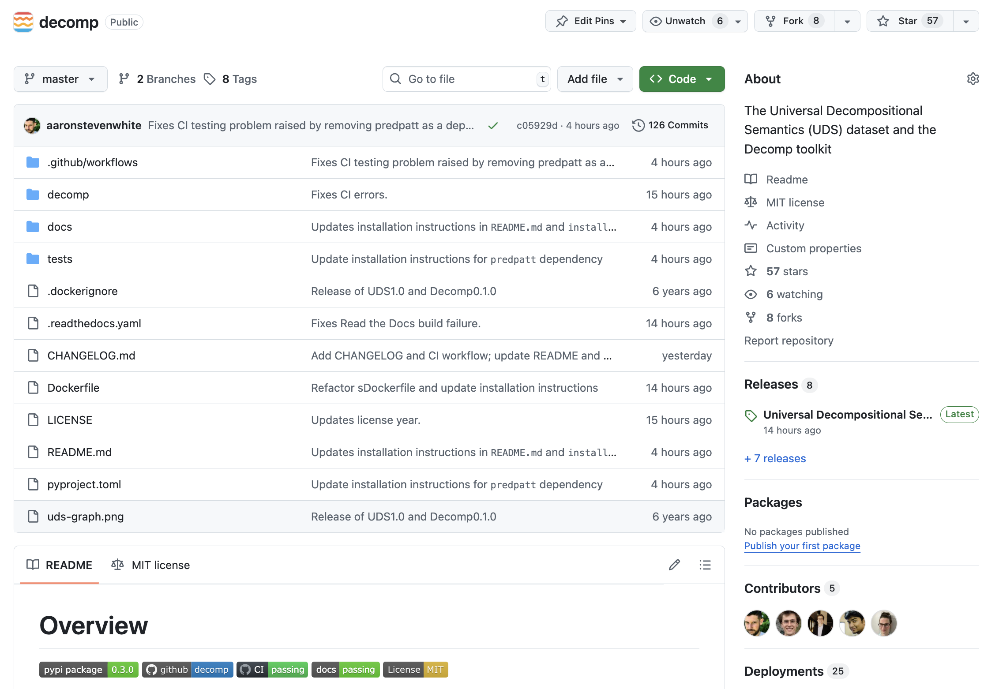 decomp Public Edit Pins Unwatch 6 Fork 8 Star 57
master 2 Branches 8 Tags Go to file t Add file Code
aaronstevenwhite Fixes CI testing problem raised by removing predpatt as a dep... c05929d · 4 hours ago 126 Commits
.github/workflows Fixes CI testing problem raised by removing predpatt as a... 4 hours ago
decomp Fixes CI errors. 15 hours ago
docs Updates installation instructions in README.md and install... 4 hours ago
tests Update installation instructions for predpatt dependency 4 hours ago
.dockerignore Release of UDS1.0 and Decomp0.1.0 6 years ago
.readthedocs.yaml Fixes Read the Docs build failure. 14 hours ago
CHANGELOG.md Add CHANGELOG and CI workflow; update README and ... yesterday
Dockerfile Refactor sDockerfile and update installation instructions 14 hours ago
LICENSE Updates license year. 15 hours ago
README.md Updates installation instructions in README.md and install... 4 hours ago
pyproject.toml Update installation instructions for predpatt dependency 4 hours ago
uds-graph.png Release of UDS1.0 and Decomp0.1.0 6 years ago
README MIT license
Overview
pypi package 0.3.0 github decomp CI passing docs passing License MIT
About
The Universal Decompositional
Semantics (UDS) dataset and the
Decomp toolkit
Readme
MIT license
Activity
Custom properties
57 stars
6 watching
8 forks
Report repository
Releases 8
Universal Decompositional Se... Latest
14 hours ago
+ 7 releases
Packages
No packages published
Publish your first package
Contributors 5
Deployments 25